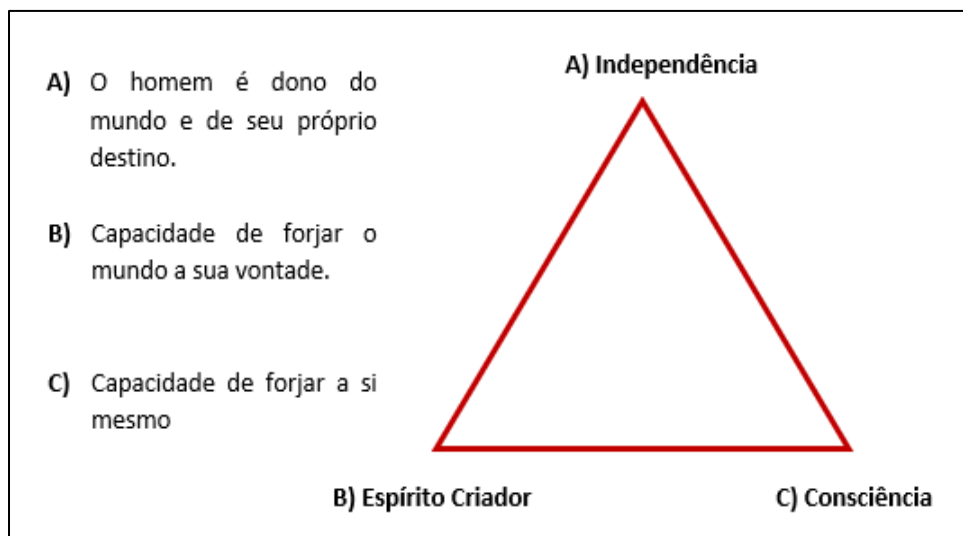 A) O homem é dono do
mundo e de seu próprio
destino.
B) Capacidade de forjar o
mundo a sua vontade.
C) Capacidade de forjar a si
mesmo
A) Independência
B) Espírito Criador
C) Consciência